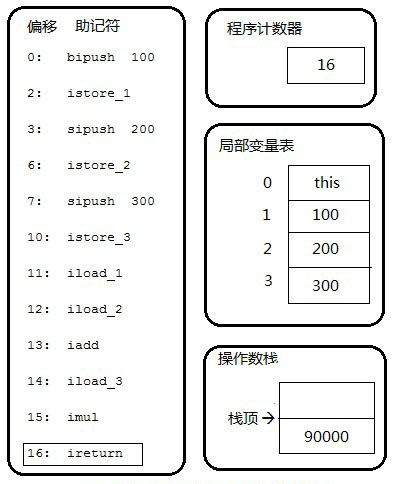 偏移 助记符
0: bipush 100
2: istore_1
3: sipush 200
6: istore_2
7: sipush 300
10: istore_3
11: iload_1
12: iload_2
13: iadd
14: iload_3
15: imul
16: ireturn
程序计数器
16
局部变量表
0 this
1 100
2 200
3 300
操作数栈
栈顶
90000